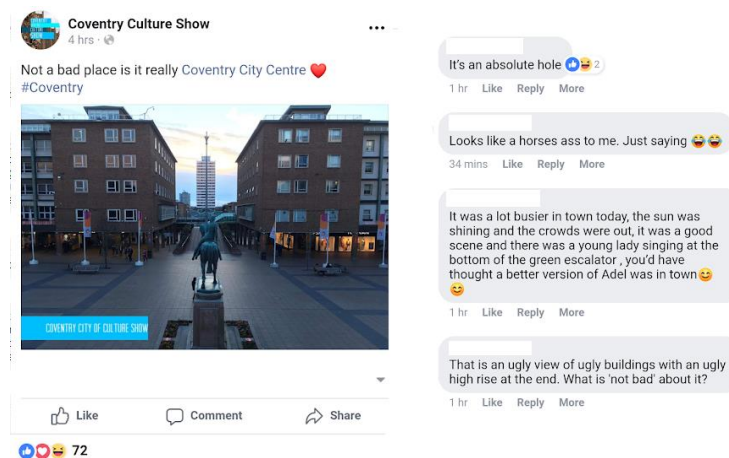 Coventry Culture Show
4 hrs ·
Not a bad place is it really Coventry City Centre ❤️
#Coventry
COVENTRY CITY OF CULTURE SHOW
Like Comment Share
72
It's an absolute hole 2
1 hr Like Reply More
Looks like a horses ass to me. Just saying 😂😂
34 mins Like Reply More
It was a lot busier in town today, the sun was
shining and the crowds were out, it was a good
scene and there was a young lady singing at the
bottom of the green escalator , you'd have
thought a better version of Adel was in town😊
😊
1 hr Like Reply More
That is an ugly view of ugly buildings with an ugly
high rise at the end. What is 'not bad' about it?
1 hr Like Reply More